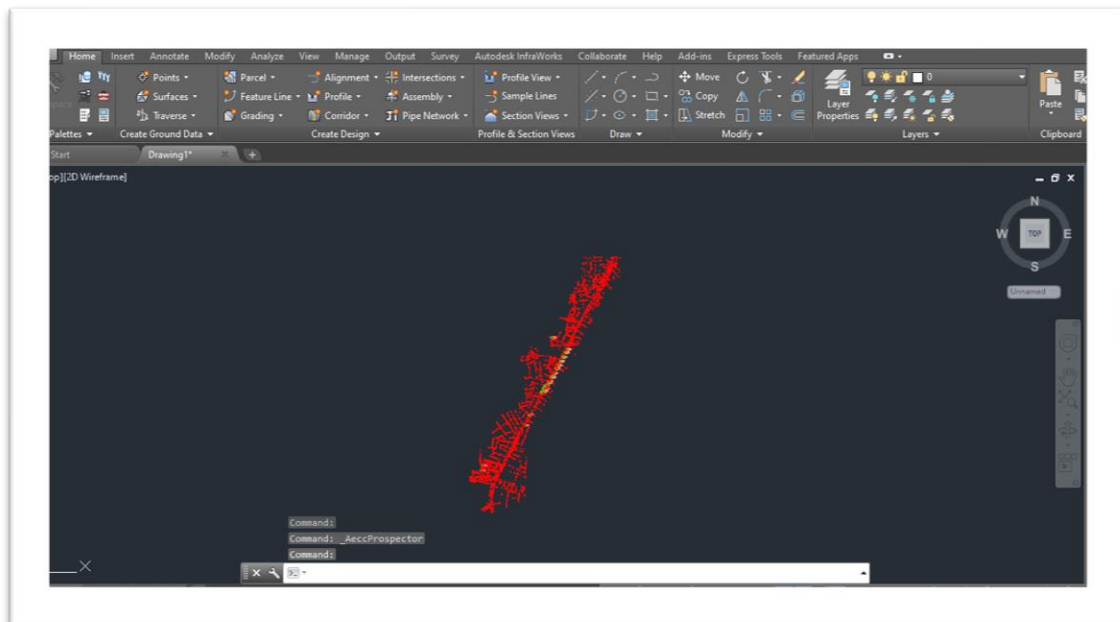 Home Insert Annotate Modify Analyze View Manage Output Survey Autodesk InfraWorks Collaborate Help Add-ins Express Tools Featured Apps
Points Parcel Alignment Intersections Profile View Move 0
Surfaces Feature Line Profile Assembly Sample Lines Copy Layer Properties Paste
Traverse Grading Corridor Pipe Network Section Views Stretch
Palettes Create Ground Data Create Design Profile & Section Views Draw Modify Layers Clipboard
Start Drawing1*
op][2D Wireframe]
N
W TOP E
S
Unnamed
Command:
Command: _AeccProspector
Command:
X